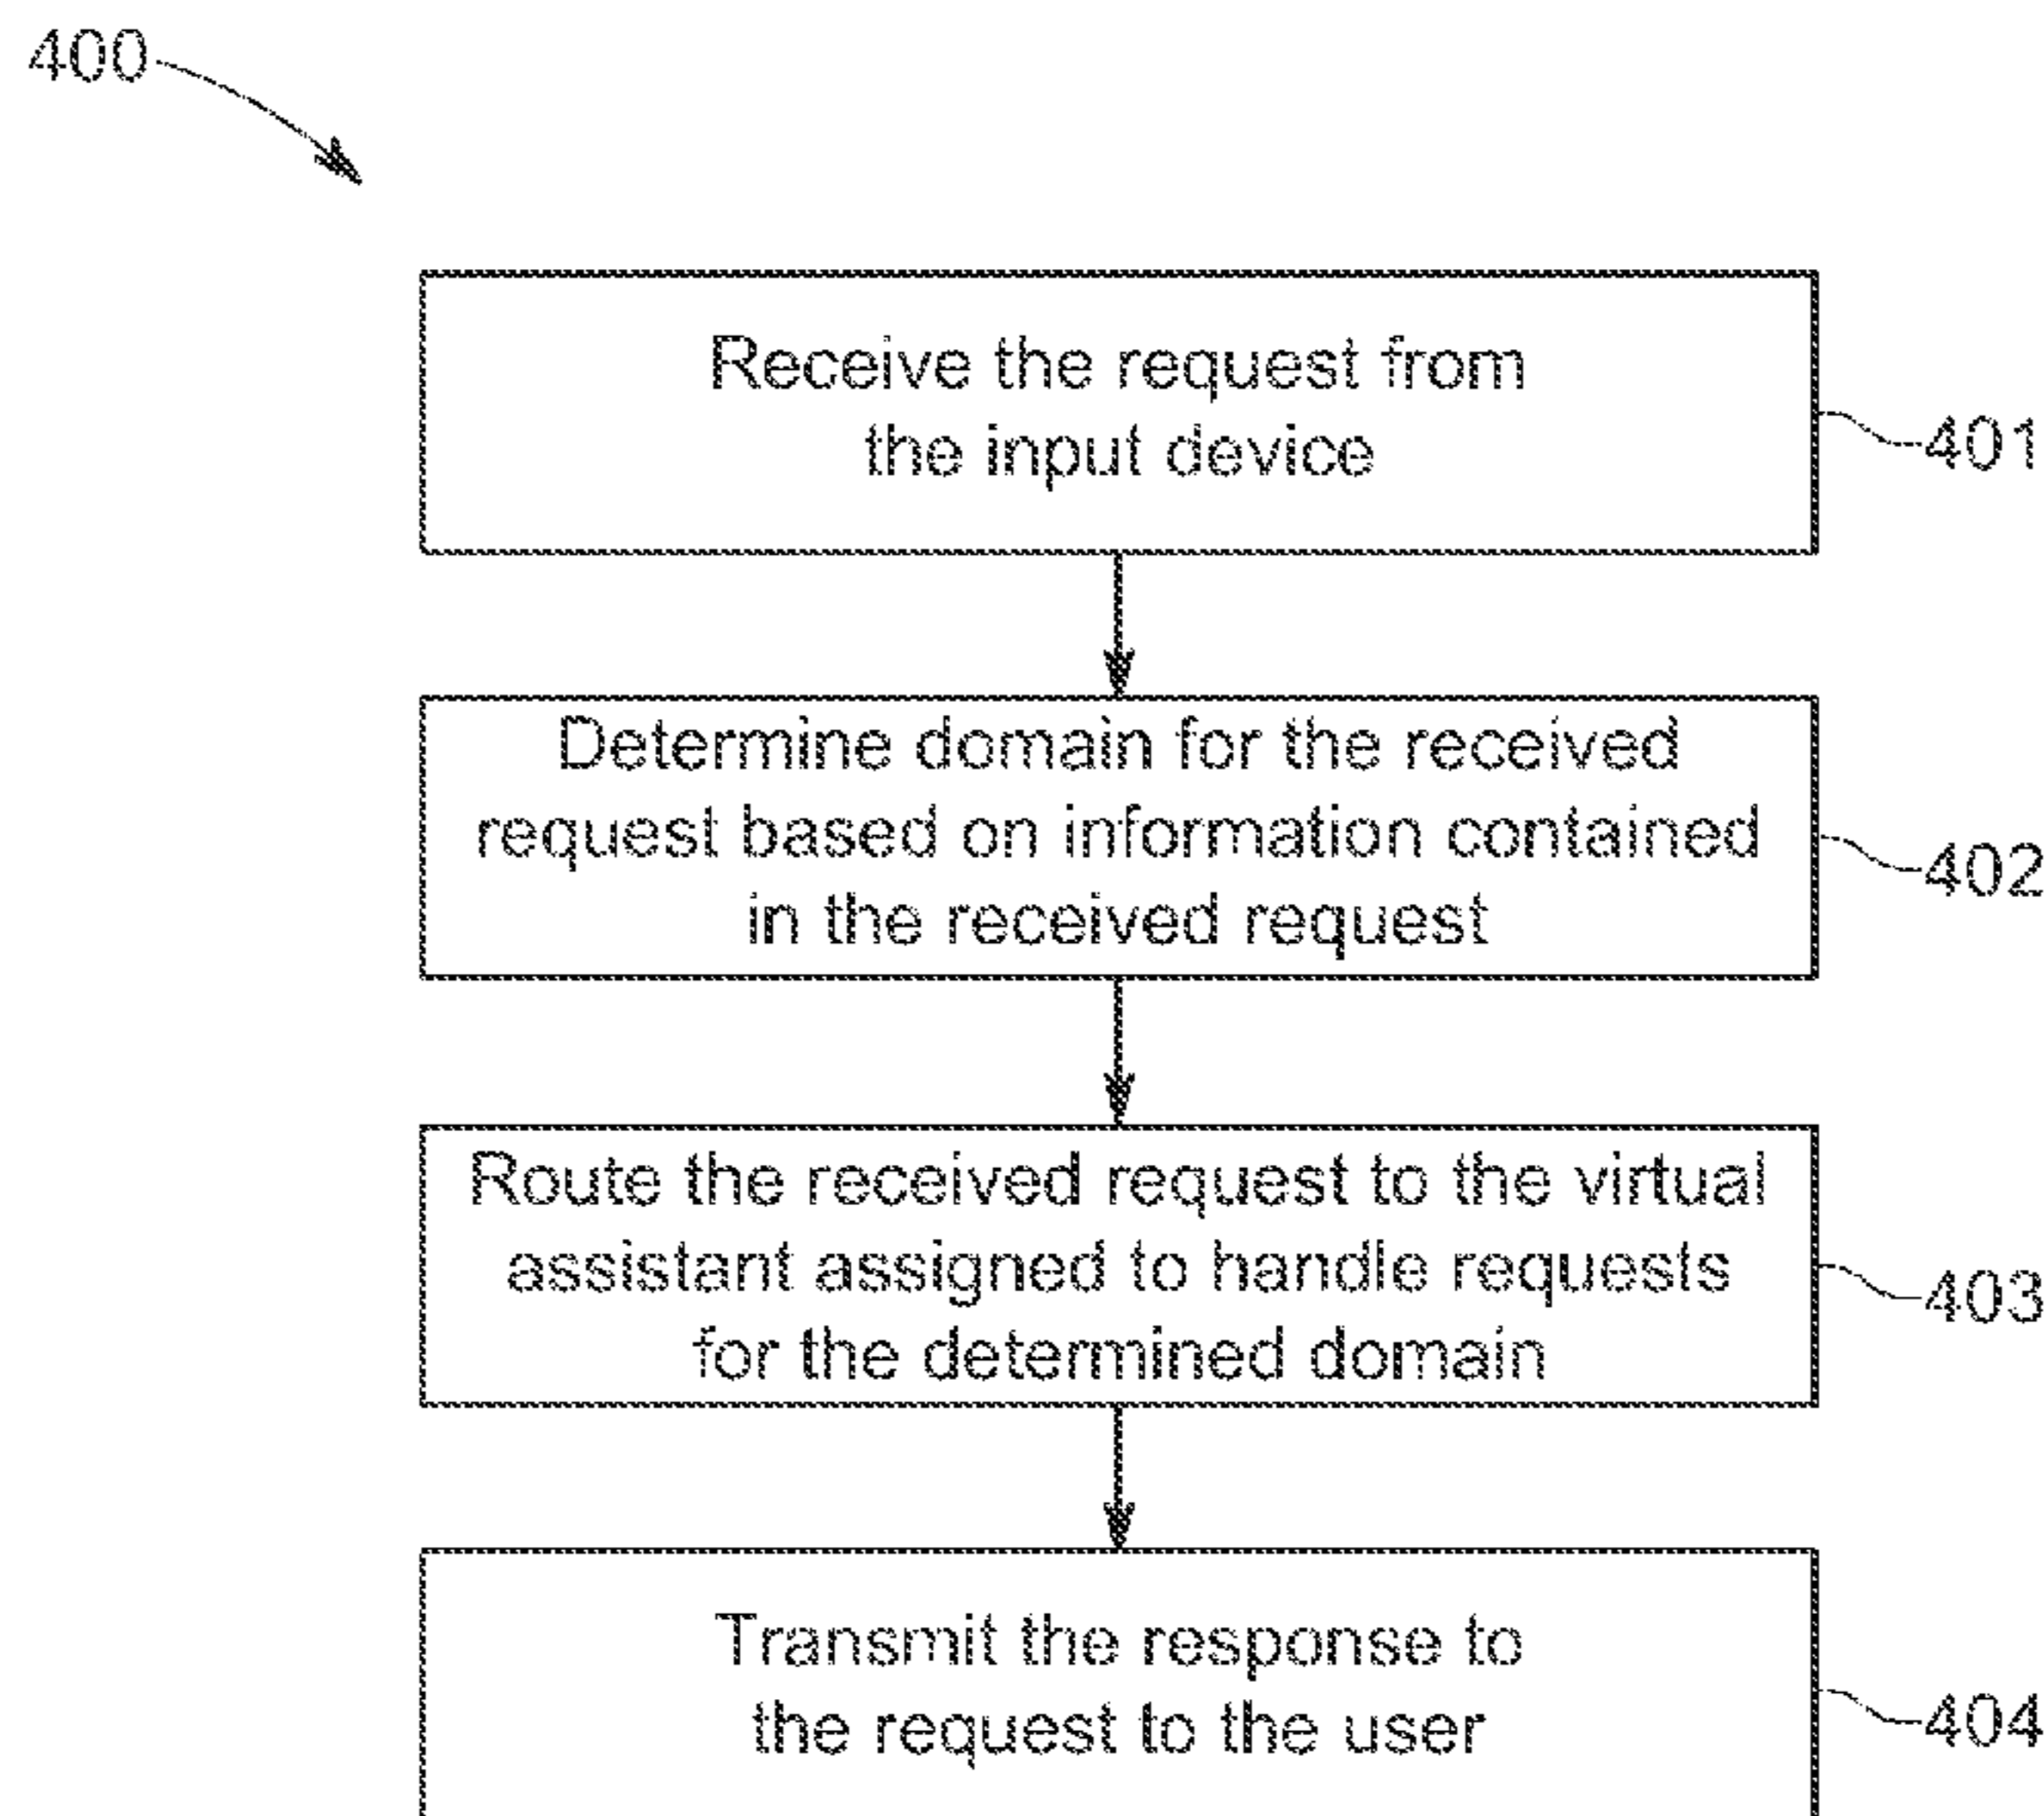 400
Receive the request from
the input device
401
Determine domain for the received
request based on information contained
in the received request
402
Route the received request to the virtual
assistant assigned to handle requests
for the determined domain
403
Transmit the response to
the request to the user
404